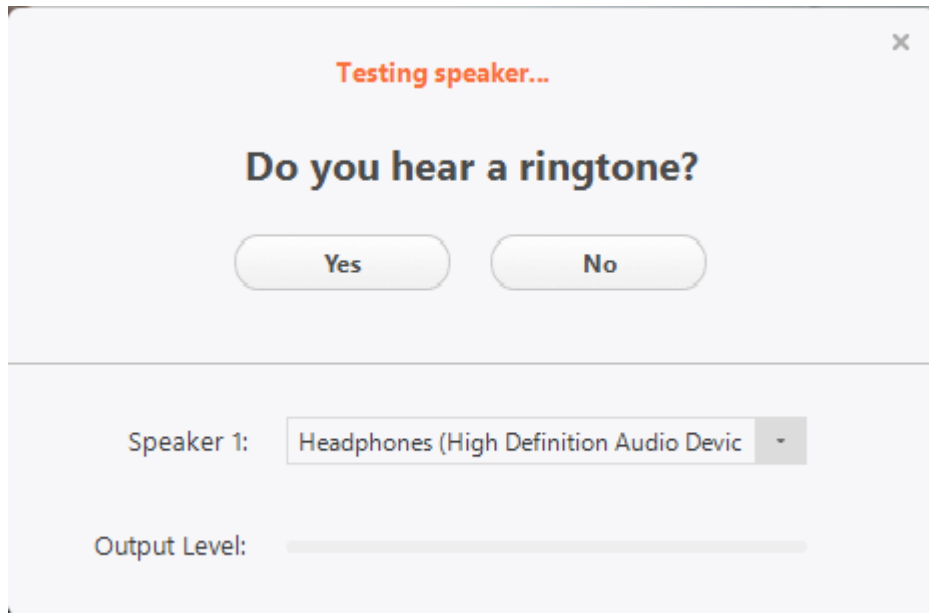 Testing speaker...
Do you hear a ringtone?
Yes No
Speaker 1: Headphones (High Definition Audio Devic
Output Level: